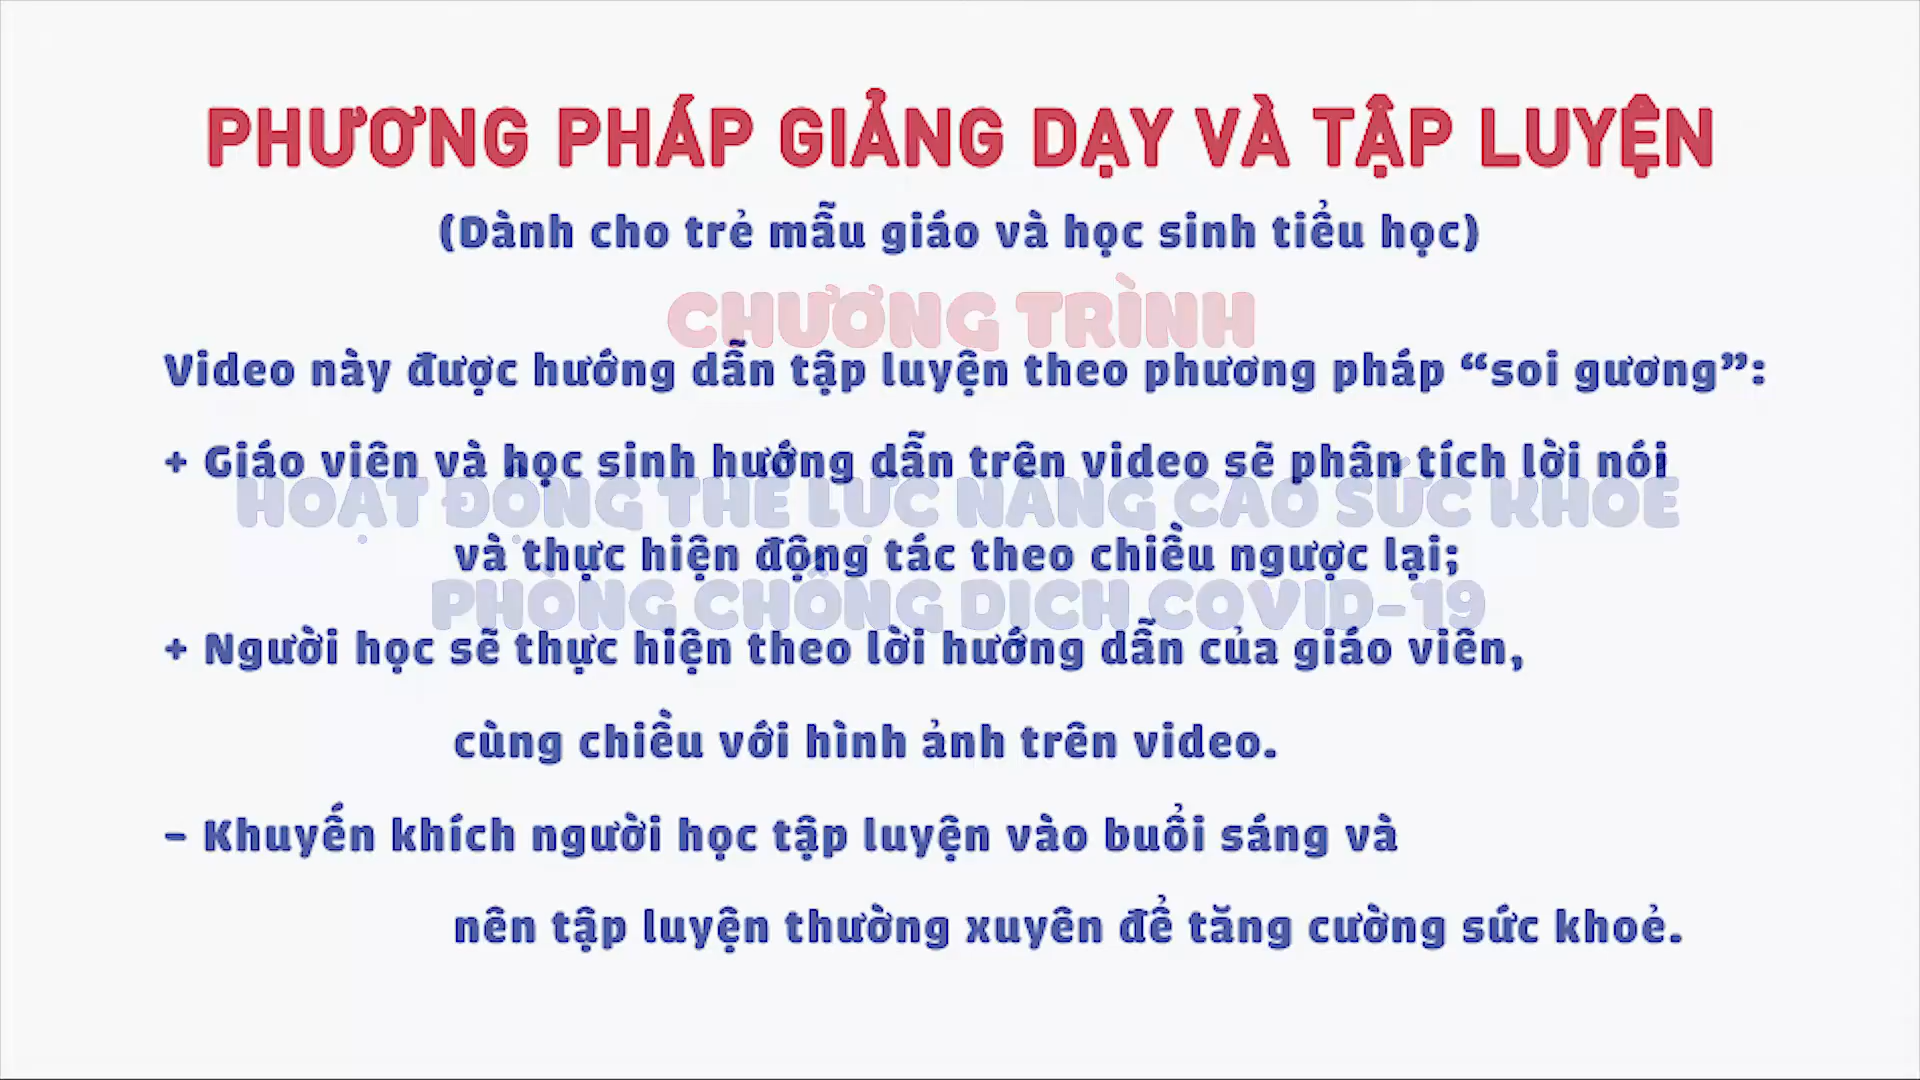 PHƯƠNG PHÁP GIẢNG DẠY VÀ TẬP LUYỆN
(Dành cho trẻ mẫu giáo và học sinh tiểu học)
CHƯƠNG TRÌNH
Video này được hướng dẫn tập luyện theo phương pháp “soi gương”:
+ Giáo viên và học sinh hướng dẫn trên video sẽ phân tích lời nói
HOẠT ĐỘNG THỂ LỰC NÂNG CAO SỨC KHOẺ
và thực hiện động tác theo chiều ngược lại;
PHÒNG CHỐNG DỊCH COVID-19
+ Người học sẽ thực hiện theo lời hướng dẫn của giáo viên,
cùng chiều với hình ảnh trên video.
- Khuyến khích người học tập luyện vào buổi sáng và
nên tập luyện thường xuyên để tăng cường sức khoẻ.